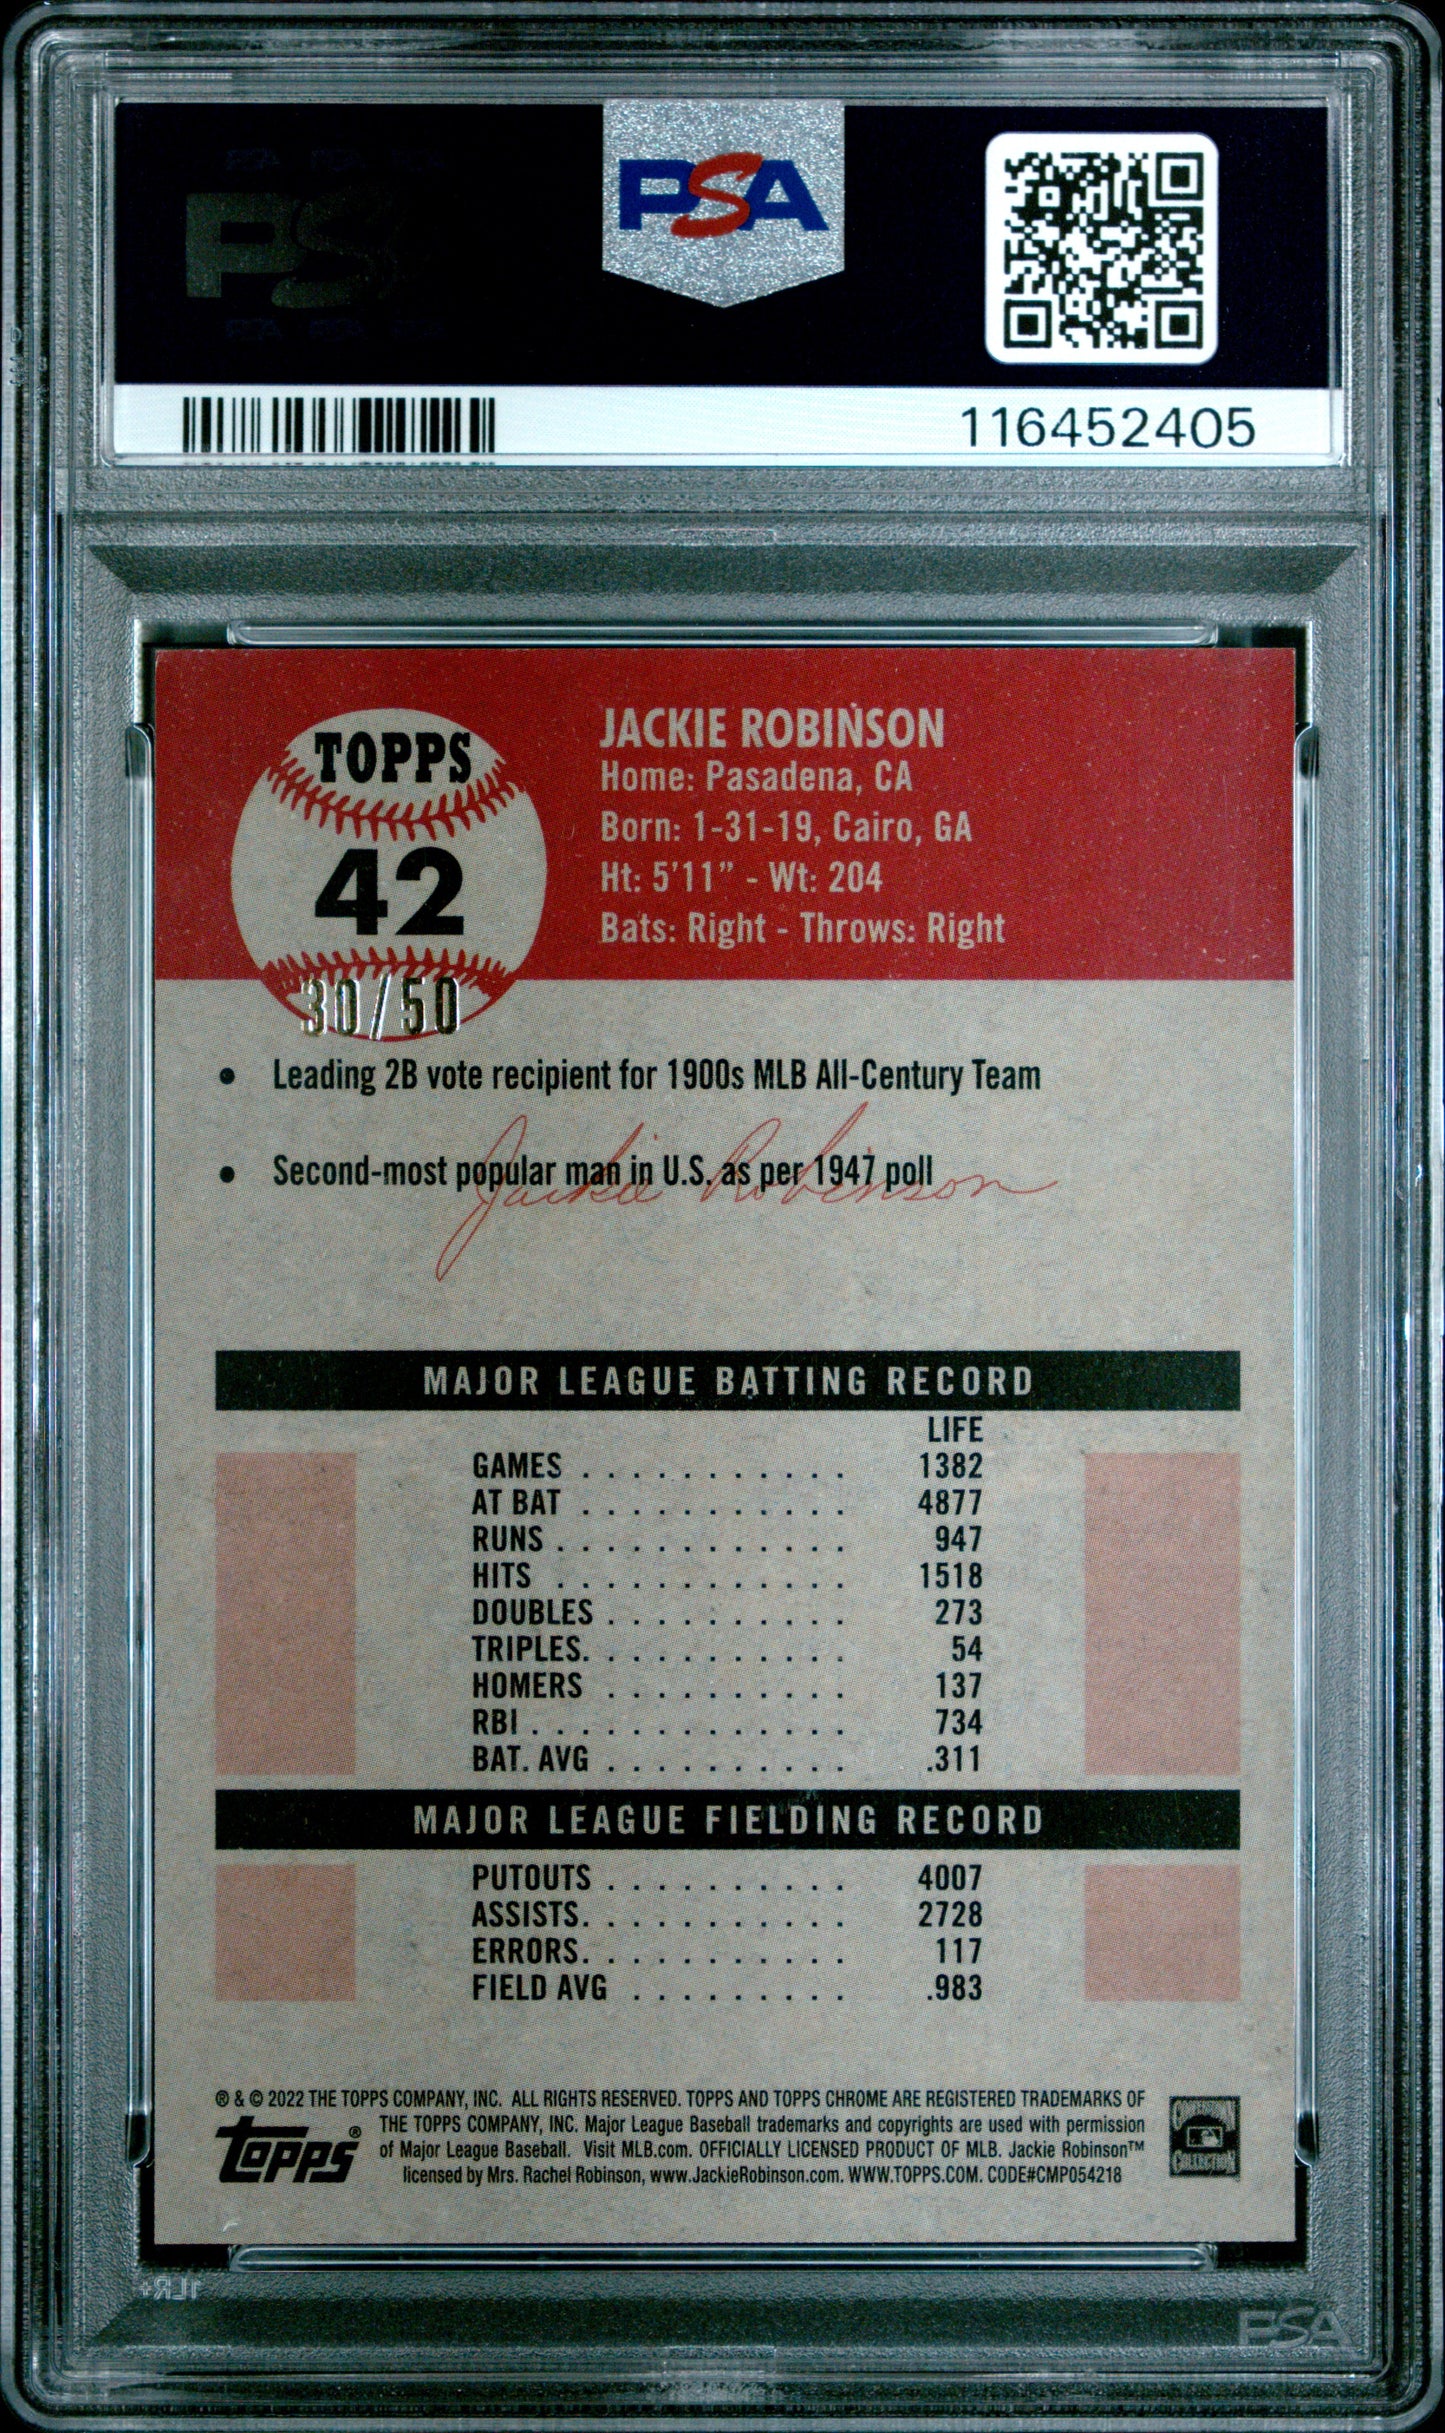 PSA
PSA
116452405
TOPPS
42
30/50
JACKIE ROBINSON
Home: Pasadena, CA
Born: 1-31-19, Cairo, GA
Ht: 5'11" - Wt: 204
Bats: Right - Throws: Right
• Leading 2B vote recipient for 1900s MLB All-Century Team
• Second-most popular man in U.S. as per 1947 poll
Jackie Robinson
MAJOR LEAGUE BATTING RECORD
LIFE
GAMES . . . . . . . . . . . 1382
AT BAT . . . . . . . . . . . 4877
RUNS . . . . . . . . . . . . 947
HITS . . . . . . . . . . . . 1518
DOUBLES . . . . . . . . . . 273
TRIPLES. . . . . . . . . . . 54
HOMERS . . . . . . . . . . 137
RBI . . . . . . . . . . . . . 734
BAT. AVG . . . . . . . . . . .311
MAJOR LEAGUE FIELDING RECORD
PUTOUTS . . . . . . . . . . 4007
ASSISTS. . . . . . . . . . . 2728
ERRORS. . . . . . . . . . . 117
FIELD AVG . . . . . . . . . .983
® & © 2022 THE TOPPS COMPANY, INC. ALL RIGHTS RESERVED. TOPPS AND TOPPS CHROME ARE REGISTERED TRADEMARKS OF
THE TOPPS COMPANY, INC. Major League Baseball trademarks and copyrights are used with permission
of Major League Baseball. Visit MLB.com. OFFICIALLY LICENSED PRODUCT OF MLB. Jackie Robinson™
licensed by Mrs. Rachel Robinson, www.JackieRobinson.com. WWW.TOPPS.COM. CODE#CMP054218
Topps®
COOPERSTOWN
COLLECTION
1LR+
PSA